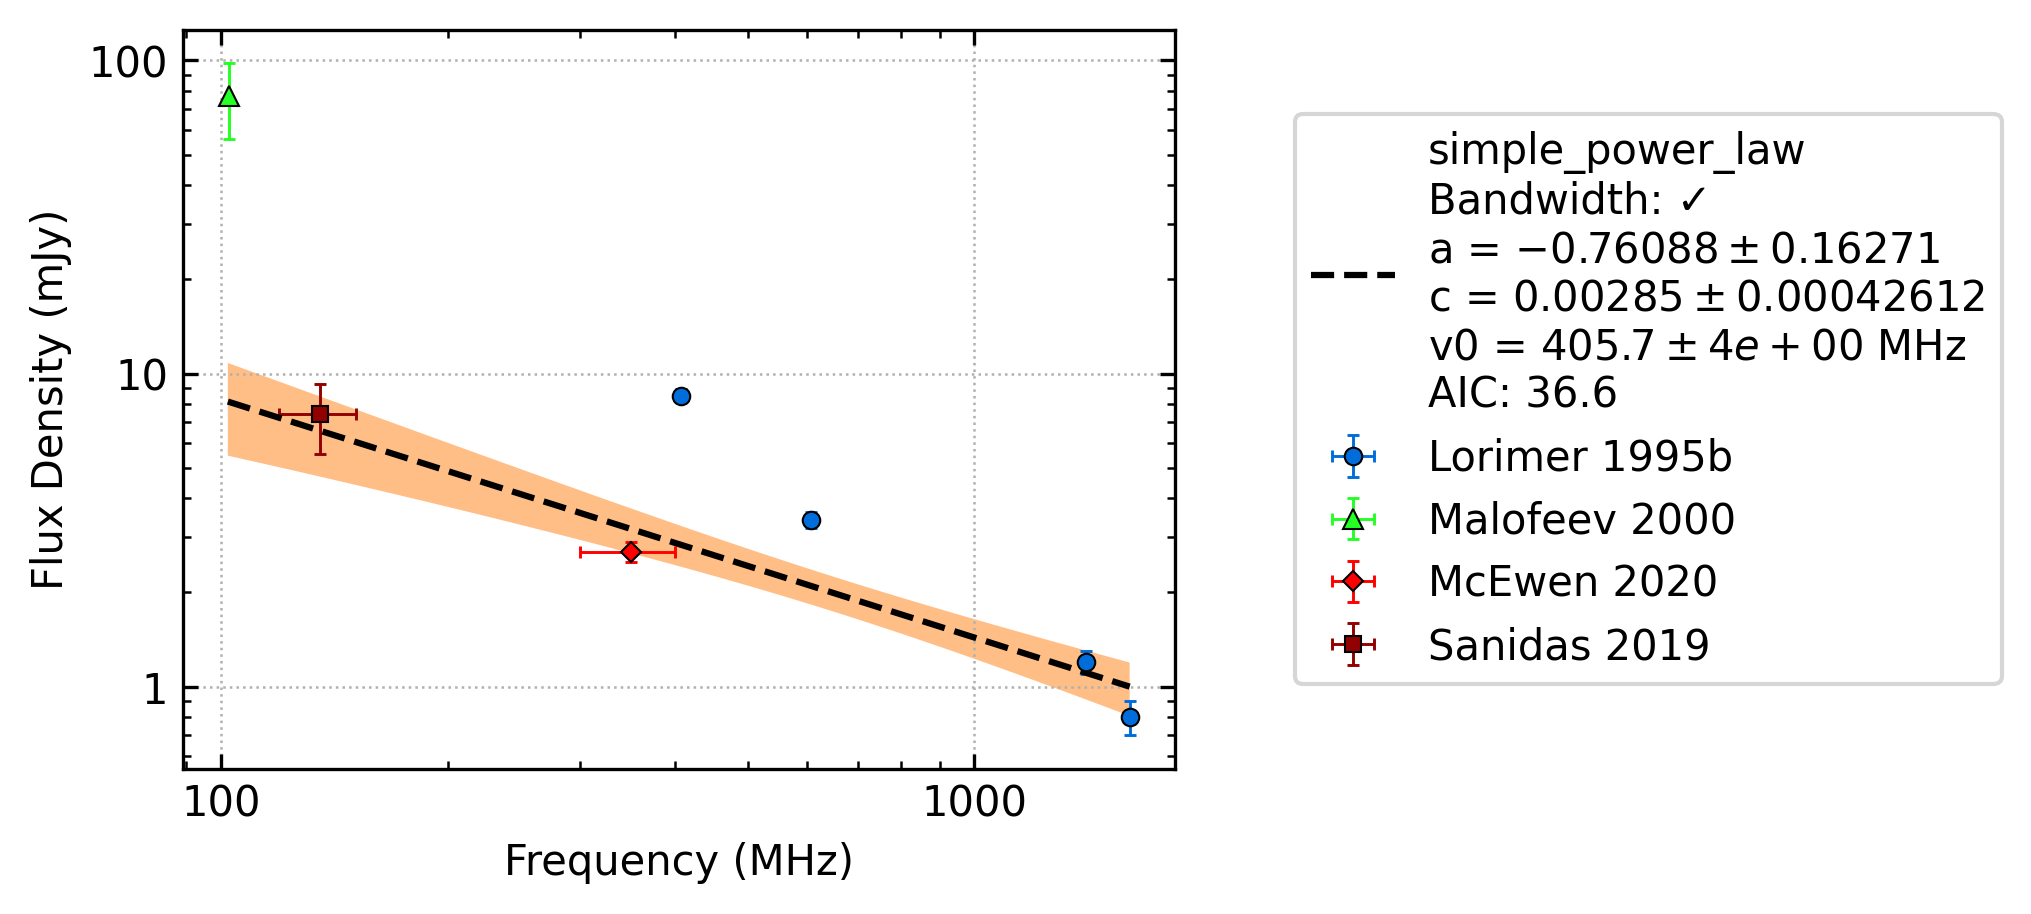 100
10
1
Flux Density (mJy)
100
1000
Frequency (MHz)
simple_power_law
Bandwidth: ✓
a = −0.76088 ± 0.16271
c = 0.00285 ± 0.00042612
v0 = 405.7 ± 4e + 00 MHz
AIC: 36.6
Lorimer 1995b
Malofeev 2000
McEwen 2020
Sanidas 2019